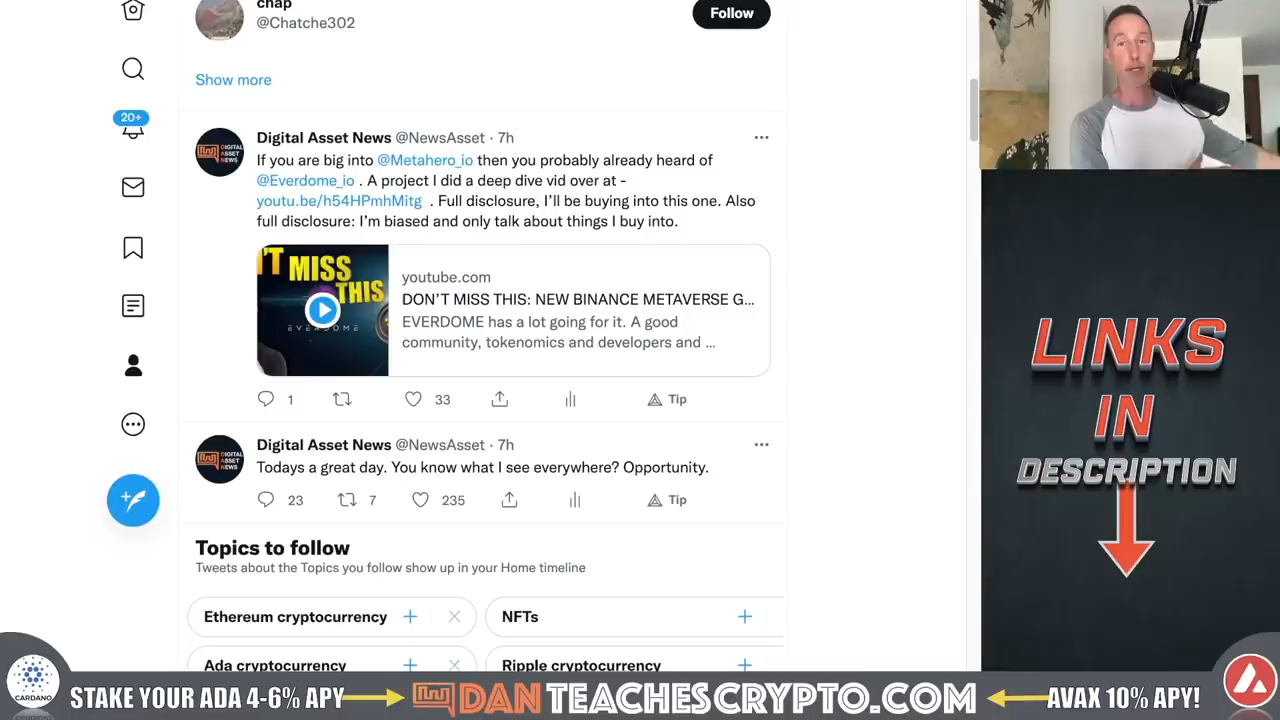 chap
@Chatche302
Follow
Show more
20+
Digital Asset News @NewsAsset · 7h
If you are big into @Metahero_io then you probably already heard of
@Everdome_io . A project I did a deep dive vid over at -
youtu.be/h54HPmhMitg . Full disclosure, I'll be buying into this one. Also
full disclosure: I'm biased and only talk about things I buy into.
'T MISS
THIS
EVERDOME
youtube.com
DON'T MISS THIS: NEW BINANCE METAVERSE G...
EVERDOME has a lot going for it. A good
community, tokenomics and developers and ...
1
33
Tip
Digital Asset News @NewsAsset · 7h
Todays a great day. You know what I see everywhere? Opportunity.
23
7
235
Tip
Topics to follow
Tweets about the Topics you follow show up in your Home timeline
Ethereum cryptocurrency
NFTs
Ada cryptocurrency
Ripple cryptocurrency
LINKS
IN
DESCRIPTION
CARDANO
STAKE YOUR ADA 4-6% APY
DANTEACHESCRYPTO.COM
AVAX 10% APY!